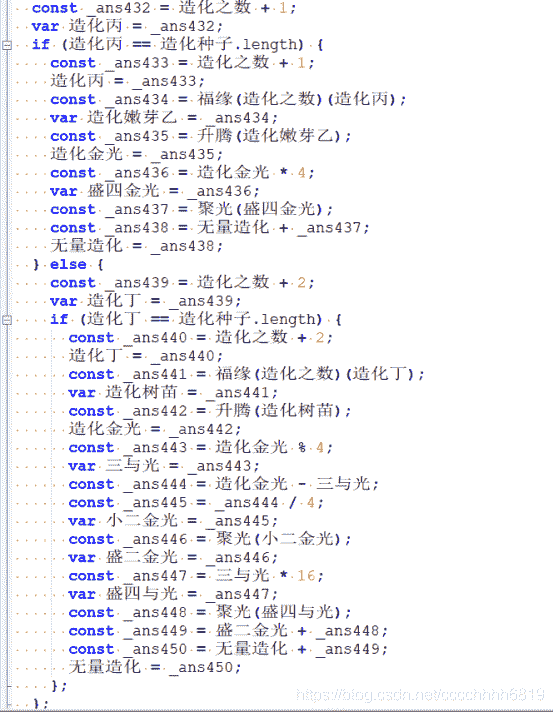 const _ans432 = 造化之数 + 1;
var 造化丙 = _ans432;
if (造化丙 == 造化种子.length) {
const _ans433 = 造化之数 + 1;
造化丙 = _ans433;
const _ans434 = 福缘(造化之数)(造化丙);
var 造化嫩芽乙 = _ans434;
const _ans435 = 升腾(造化嫩芽乙);
造化金光 = _ans435;
const _ans436 = 造化金光 * 4;
var 盛四金光 = _ans436;
const _ans437 = 聚光(盛四金光);
const _ans438 = 无量造化 + _ans437;
无量造化 = _ans438;
} else {
const _ans439 = 造化之数 + 2;
var 造化丁 = _ans439;
if (造化丁 == 造化种子.length) {
const _ans440 = 造化之数 + 2;
造化丁 = _ans440;
const _ans441 = 福缘(造化之数)(造化丁);
var 造化树苗 = _ans441;
const _ans442 = 升腾(造化树苗);
造化金光 = _ans442;
const _ans443 = 造化金光 % 4;
var 三与光 = _ans443;
const _ans444 = 造化金光 - 三与光;
const _ans445 = _ans444 / 4;
var 小二金光 = _ans445;
const _ans446 = 聚光(小二金光);
var 盛二金光 = _ans446;
const _ans447 = 三与光 * 16;
var 盛四与光 = _ans447;
const _ans448 = 聚光(盛四与光);
const _ans449 = 盛二金光 + _ans448;
const _ans450 = 无量造化 + _ans449;
无量造化 = _ans450;
};
};
https://blog.csdn.net/cccchhhh6819